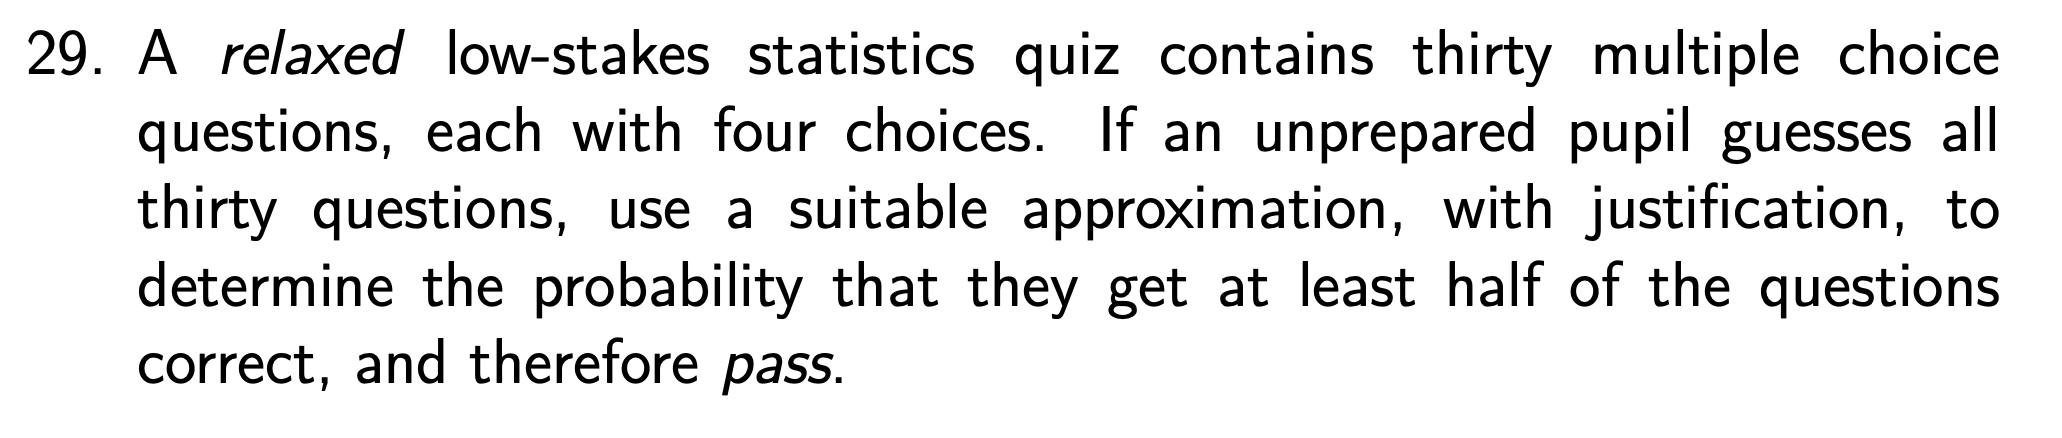 29. A relaxed low-stakes statistics quiz contains thirty multiple choice
questions, each with four choices. If an unprepared pupil guesses all
thirty questions, use a suitable approximation, with justification, to
determine the probability that they get at least half of the questions
correct, and therefore pass.